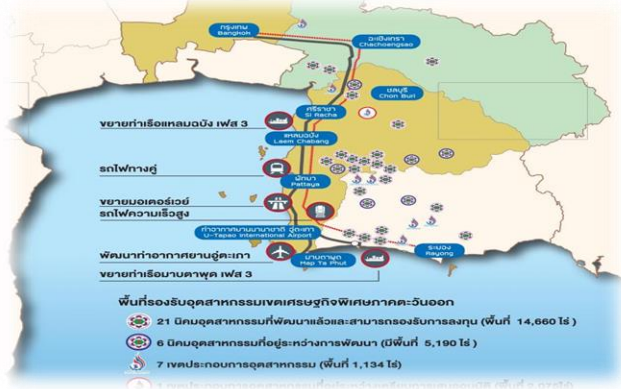 กรุงเทพ
Bangkok
ฉะเชิงเทรา
Chachoengsao
ชลบุรี
Chon Buri
ศรีราชา
Si Racha
ขยายท่าเรือแหลมฉบัง เฟส 3
แหลมฉบัง
Laem Chabang
รถไฟทางคู่
พัทยา
Pattaya
ขยายมอเตอร์เวย์
รถไฟความเร็วสูง
ท่าอากาศยานนานาชาติ อู่ตะเภา
U-Tapao International Airport
ระยอง
Rayong
พัฒนาท่าอากาศยานอู่ตะเภา
มาบตาพุด
Map Ta Phut
ขยายท่าเรือมาบตาพุด เฟส 3
พื้นที่รองรับอุตสาหกรรมเขตเศรษฐกิจพิเศษภาคตะวันออก
21 นิคมอุตสาหกรรมที่พัฒนาแล้วและสามารถรองรับการลงทุน (พื้นที่ 14,660 ไร่ )
6 นิคมอุตสาหกรรมที่อยู่ระหว่างการพัฒนา (มีพื้นที่ 5,190 ไร่ )
7 เขตประกอบการอุตสาหกรรม (พื้นที่ 1,134 ไร่)